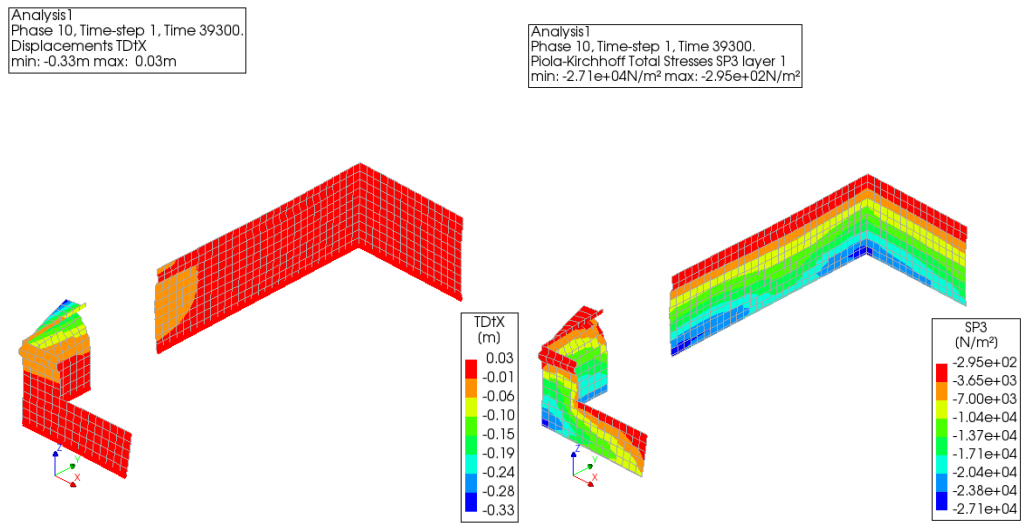 Analysis1
Phase 10, Time-step 1, Time 39300.
Displacements TDtX
min: -0.33m max: 0.03m
Analysis1
Phase 10, Time-step 1, Time 39300.
Piola-Kirchhoff Total Stresses SP3 layer 1
min: -2.71e+04N/m² max: -2.95e+02N/m²
TDtX
(m)
0.03
-0.01
-0.06
-0.10
-0.15
-0.19
-0.24
-0.28
-0.33
SP3
(N/m²)
-2.95e+02
-3.65e+03
-7.00e+03
-1.04e+04
-1.37e+04
-1.71e+04
-2.04e+04
-2.38e+04
-2.71e+04
Z
Y
X
Z
Y
X